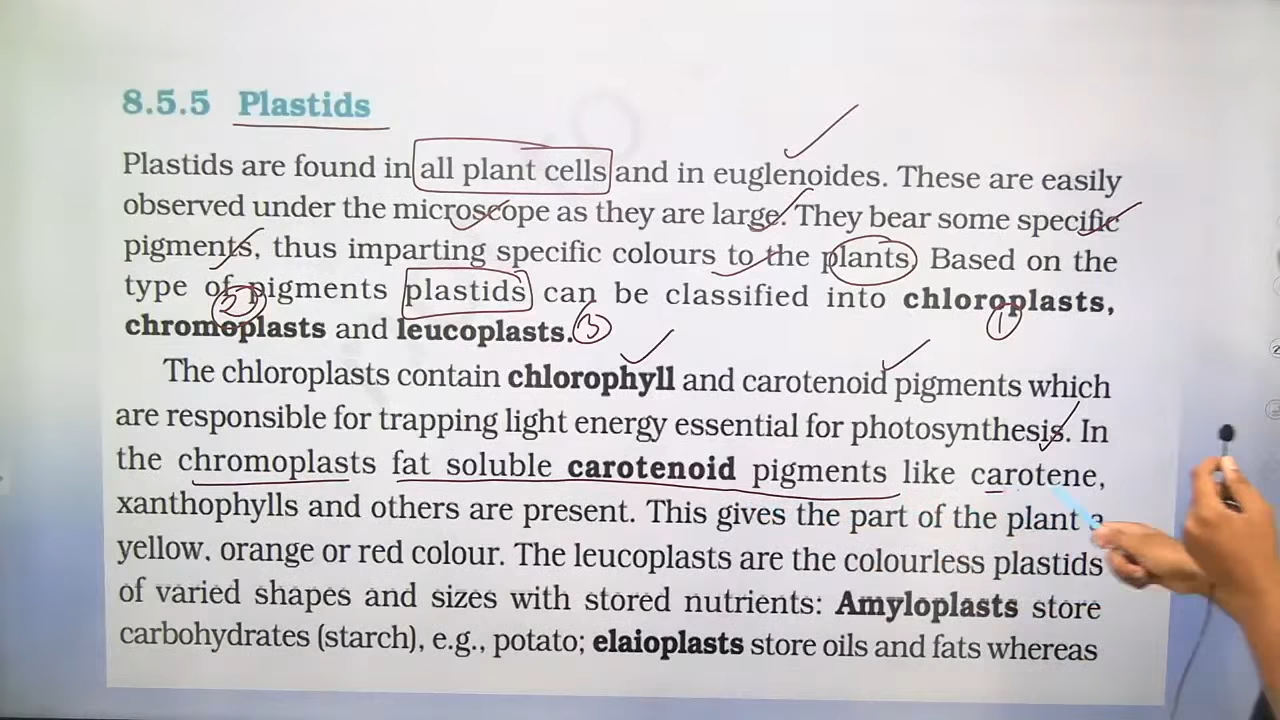 8.5.5 Plastids
Plastids are found in all plant cells and in euglenoides. These are easily
observed under the microscope as they are large. They bear some specific
pigments, thus imparting specific colours to the plants. Based on the
type of pigments plastids can be classified into chloroplasts,
chromoplasts and leucoplasts.
2
3
1
The chloroplasts contain chlorophyll and carotenoid pigments which
are responsible for trapping light energy essential for photosynthesis. In
the chromoplasts fat soluble carotenoid pigments like carotene,
xanthophylls and others are present. This gives the part of the plant a
yellow, orange or red colour. The leucoplasts are the colourless plastids
of varied shapes and sizes with stored nutrients: Amyloplasts store
carbohydrates (starch), e.g., potato; elaioplasts store oils and fats whereas